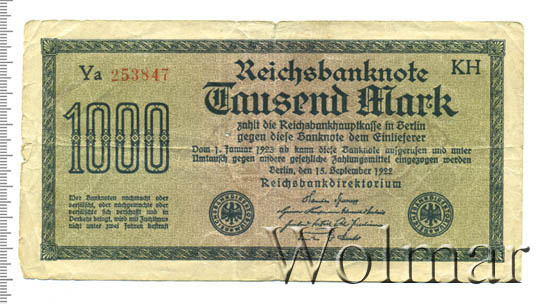 Reichsbanknote
Ya 253847
KH
Tausend Mark
1000
zahlt die Reichsbankhauptkasse in Berlin
gegen diese Banknote dem Einlieferer
Vom 1. Januar 1923 ab kann diese Banknote aufgerufen und unter
Umtausch gegen andere gesetzliche Zahlungsmittel eingezogen werden
Berlin, den 15. September 1922
Reichsbankdirektorium
Wer Banknoten nachmacht oder
verfälscht, oder nachgemachte oder
verfälschte sich verschafft und in
Verkehr bringt, wird mit Zuchthaus
nicht unter zwei Jahren bestraft
Wolmar